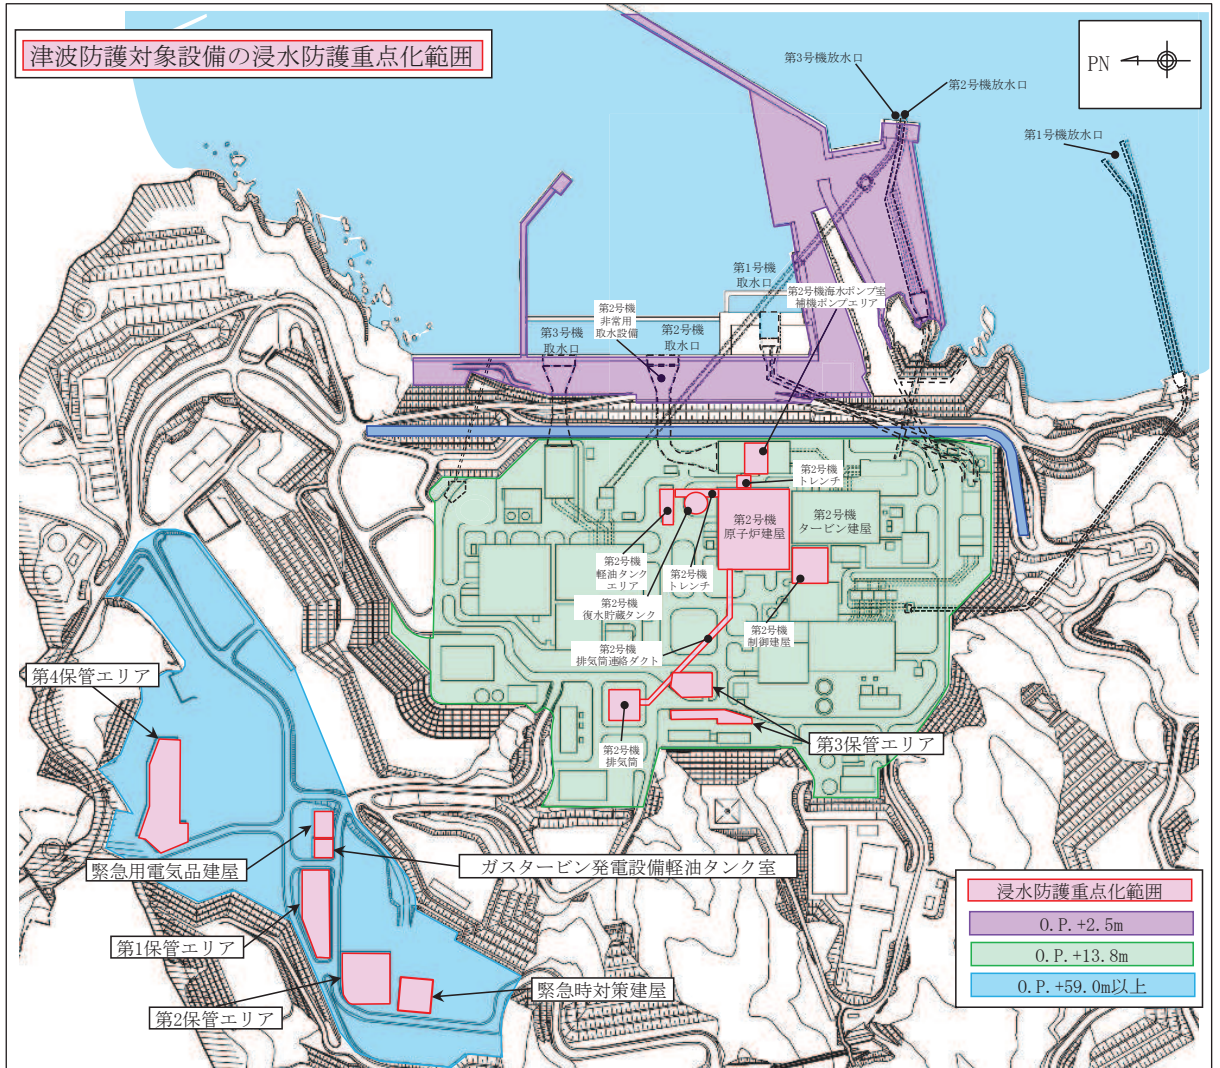 津波防護対象設備の浸水防護重点化範囲
PN
第3号機放水口
第2号機放水口
第1号機放水口
第1号機
取水口
第2号機海水ポンプ室
補機ポンプエリア
第2号機
非常用
取水設備
第3号機
取水口
第2号機
取水口
第2号機
トレンチ
第2号機
原子炉建屋
第2号機
タービン建屋
第2号機
軽油タンク
エリア
第2号機
トレンチ
第2号機
復水貯蔵タンク
第2号機
制御建屋
第2号機
排気筒連絡ダクト
第4保管エリア
第3保管エリア
第2号機
排気筒
緊急用電気品建屋
ガスタービン発電設備軽油タンク室
第1保管エリア
緊急時対策建屋
第2保管エリア
浸水防護重点化範囲
O.P.+2.5m
O.P.+13.8m
O.P.+59.0m以上